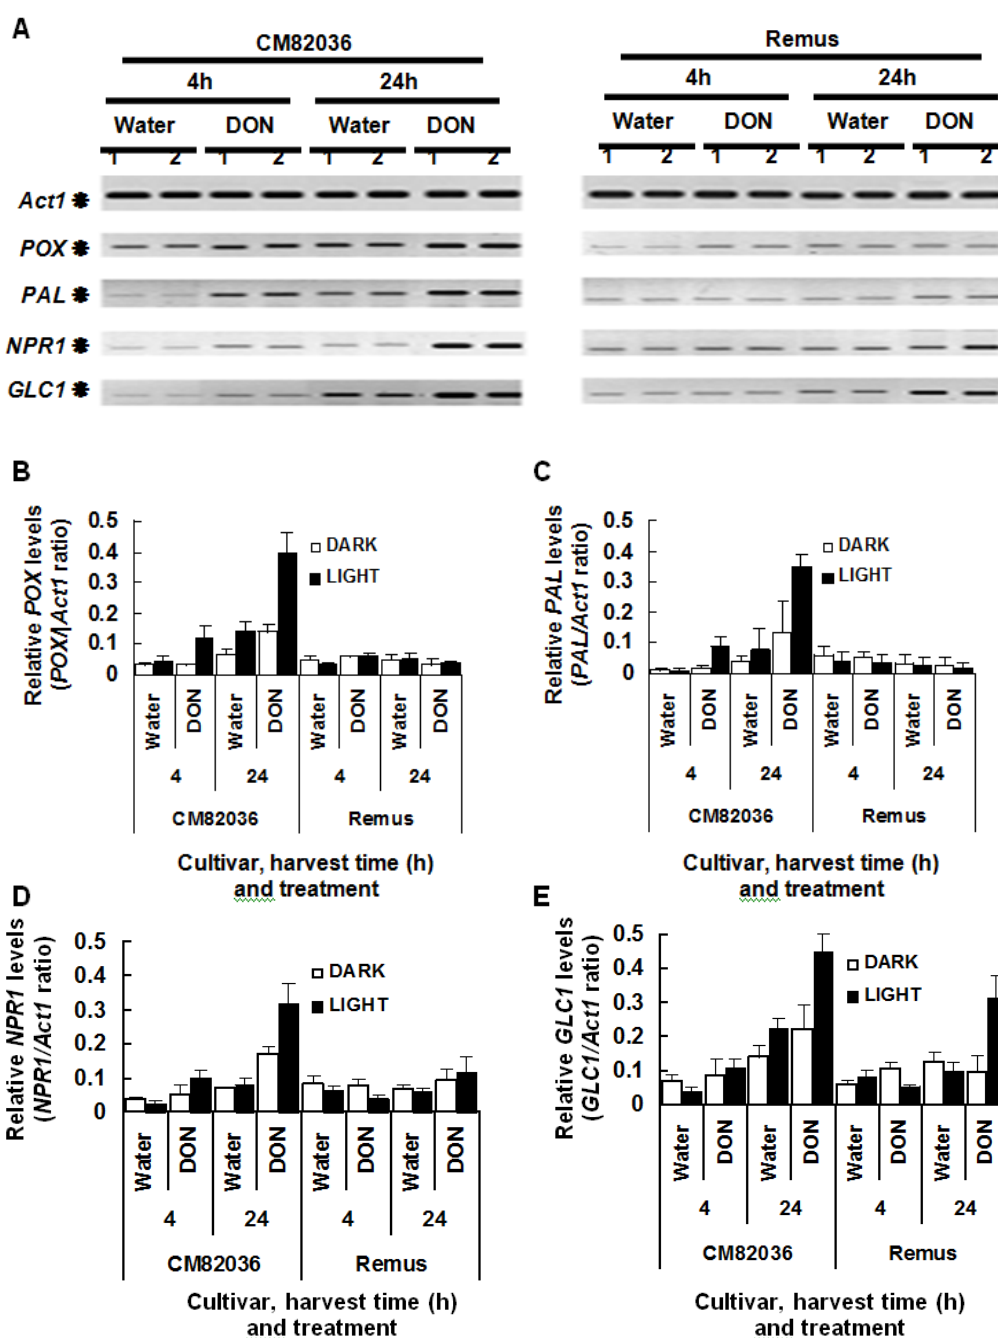 A
CM82036 Remus
4h 24h 4h 24h
Water DON Water DON Water DON Water DON
1 2 1 2 1 2 1 2 1 2 1 2 1 2 1 2
Act1 *
POX *
PAL *
NPR1 *
GLC1 *
B
Relative POX levels
(POX/Act1 ratio)
0.5
0.4
0.3
0.2
0.1
0
DARK
LIGHT
Water DON Water DON Water DON Water DON
4 24 4 24
CM82036 Remus
Cultivar, harvest time (h)
and treatment
C
Relative PAL levels
(PAL/Act1 ratio)
0.5
0.4
0.3
0.2
0.1
0
DARK
LIGHT
Water DON Water DON Water DON Water DON
4 24 4 24
CM82036 Remus
Cultivar, harvest time (h)
and treatment
D
Relative NPR1 levels
(NPR1/Act1 ratio)
0.5
0.4
0.3
0.2
0.1
0
DARK
LIGHT
Water DON Water DON Water DON Water DON
4 24 4 24
CM82036 Remus
Cultivar, harvest time (h)
and treatment
E
Relative GLC1 levels
(GLC1/Act1 ratio)
0.5
0.4
0.3
0.2
0.1
0
DARK
LIGHT
Water DON Water DON Water DON Water DON
4 24 4 24
CM82036 Remus
Cultivar, harvest time (h)
and treatment